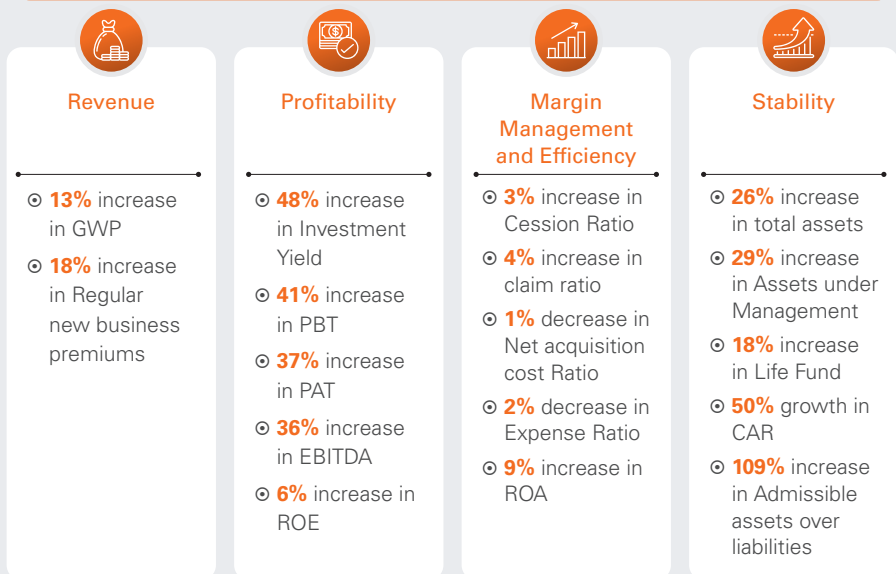 Revenue
13% increase
in GWP
18% increase
in Regular
new business
premiums
Profitability
48% increase
in Investment
Yield
41% increase
in PBT
37% increase
in PAT
36% increase
in EBITDA
6% increase in
ROE
Margin
Management
and Efficiency
3% increase in
Cession Ratio
4% increase in
claim ratio
1% decrease in
Net acquisition
cost Ratio
2% decrease in
Expense Ratio
9% increase in
ROA
Stability
26% increase
in total assets
29% increase
in Assets under
Management
18% increase
in Life Fund
50% growth in
CAR
109% increase
in Admissible
assets over
liabilities